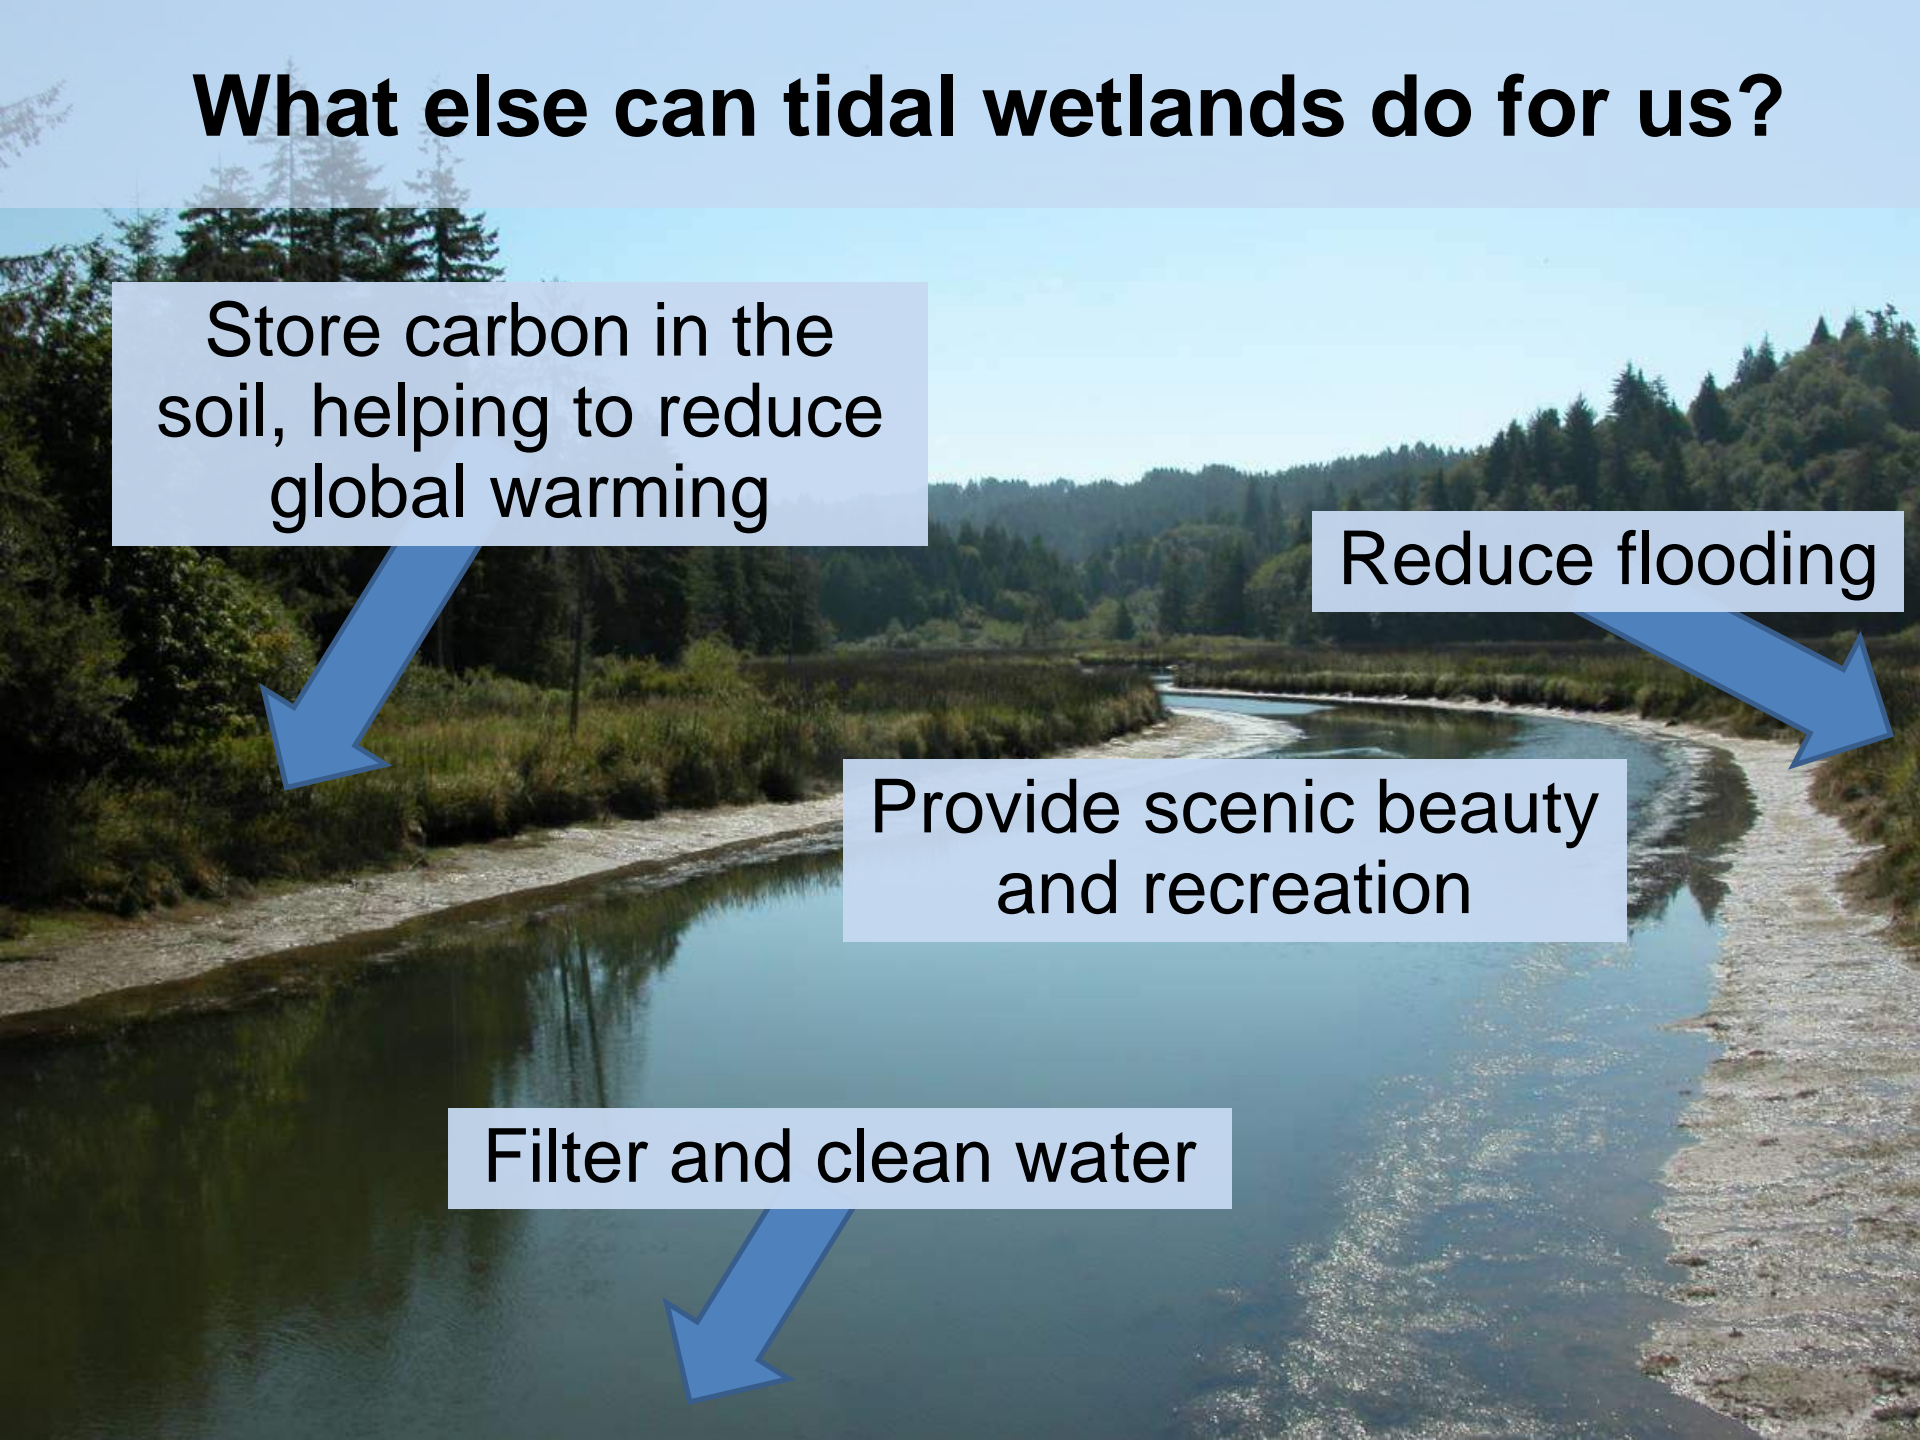 What else can tidal wetlands do for us?
Store carbon in the
soil, helping to reduce
global warming
Reduce flooding
Provide scenic beauty
and recreation
Filter and clean water